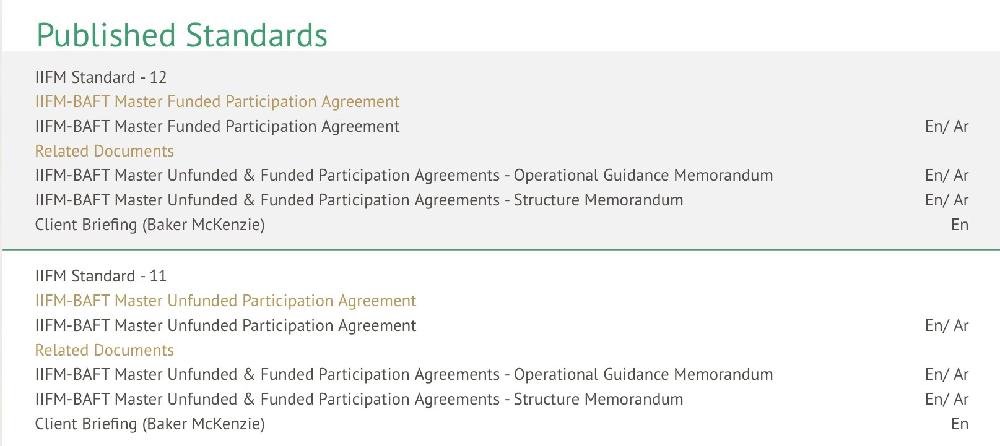 Published Standards
IIFM Standard - 12
IIFM-BAFT Master Funded Participation Agreement
IIFM-BAFT Master Funded Participation Agreement En/ Ar
Related Documents
IIFM-BAFT Master Unfunded & Funded Participation Agreements - Operational Guidance Memorandum En/ Ar
IIFM-BAFT Master Unfunded & Funded Participation Agreements - Structure Memorandum En/ Ar
Client Briefing (Baker McKenzie) En
IIFM Standard - 11
IIFM-BAFT Master Unfunded Participation Agreement
IIFM-BAFT Master Unfunded Participation Agreement En/ Ar
Related Documents
IIFM-BAFT Master Unfunded & Funded Participation Agreements - Operational Guidance Memorandum En/ Ar
IIFM-BAFT Master Unfunded & Funded Participation Agreements - Structure Memorandum En/ Ar
Client Briefing (Baker McKenzie) En